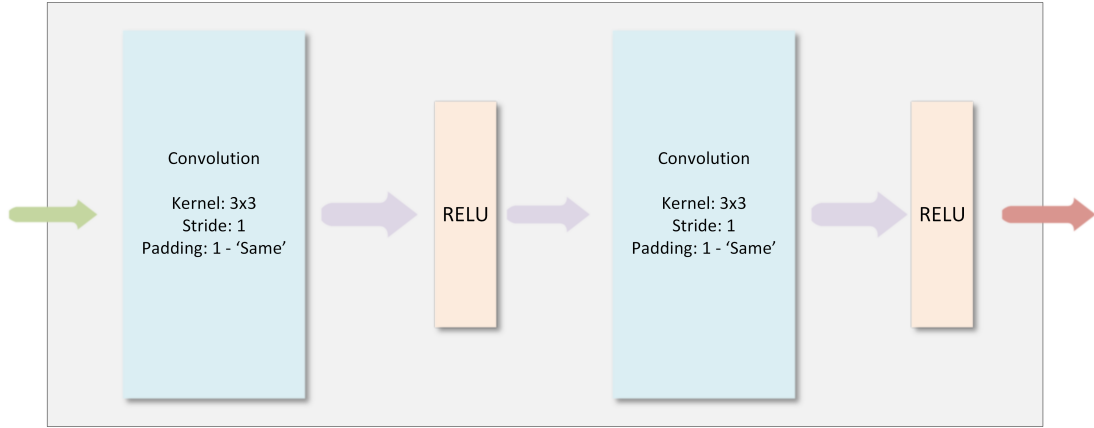 Convolution
Kernel: 3x3
Stride: 1
Padding: 1 - ‘Same’
RELU
Convolution
Kernel: 3x3
Stride: 1
Padding: 1 - ‘Same’
RELU